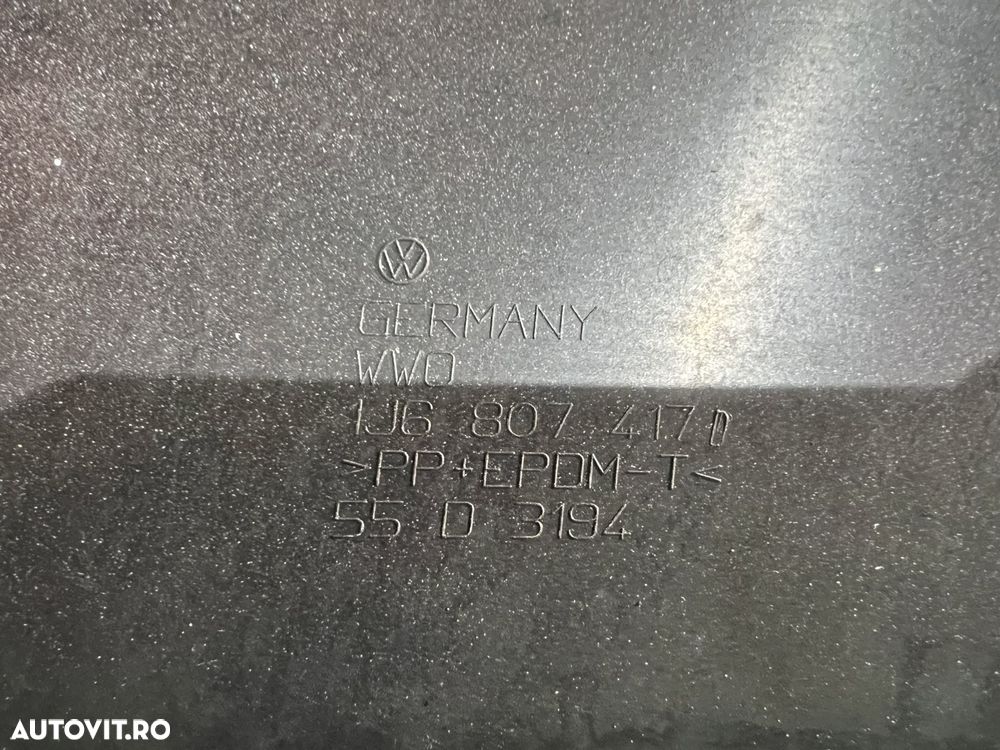 GERMANY
WWO
1J6 807 417 D
>PP+EPDM-T<
55 D 3194
AUTOVIT.RO